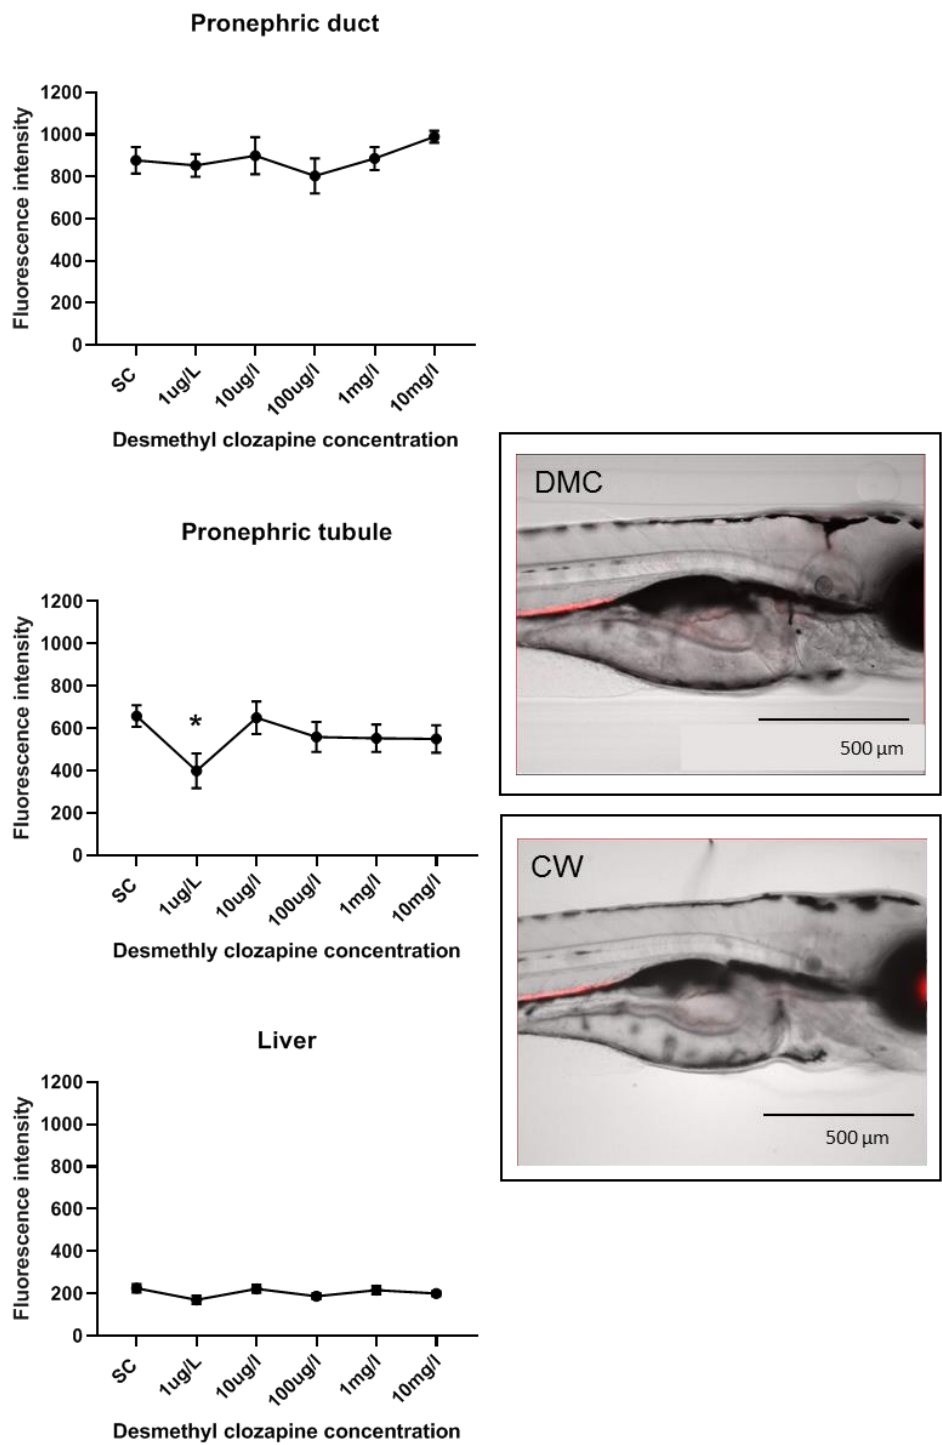 Pronephric duct
Fluorescence intensity
1200
1000
800
600
400
200
0
SC
1ug/L
10ug/l
100ug/l
1mg/l
10mg/l
Desmethyl clozapine concentration
Pronephric tubule
Fluorescence intensity
1200
1000
800
600
400
200
0
*
SC
1ug/L
10ug/l
100ug/l
1mg/l
10mg/l
Desmethly clozapine concentration
DMC
500 µm
CW
500 µm
Liver
Fluorescence intensity
1200
1000
800
600
400
200
0
SC
1ug/L
10ug/l
100ug/l
1mg/l
10mg/l
Desmethyl clozapine concentration